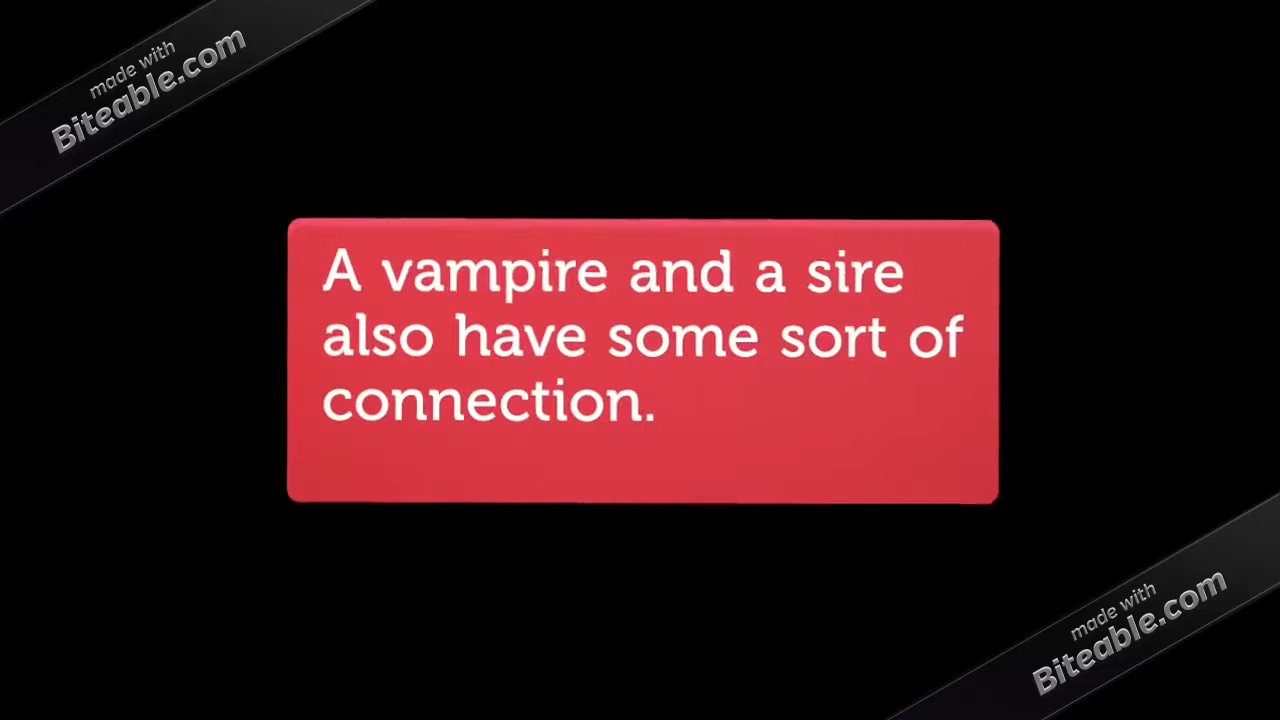 made with
Biteable.com
A vampire and a sire
also have some sort of
connection.
made with
Biteable.com